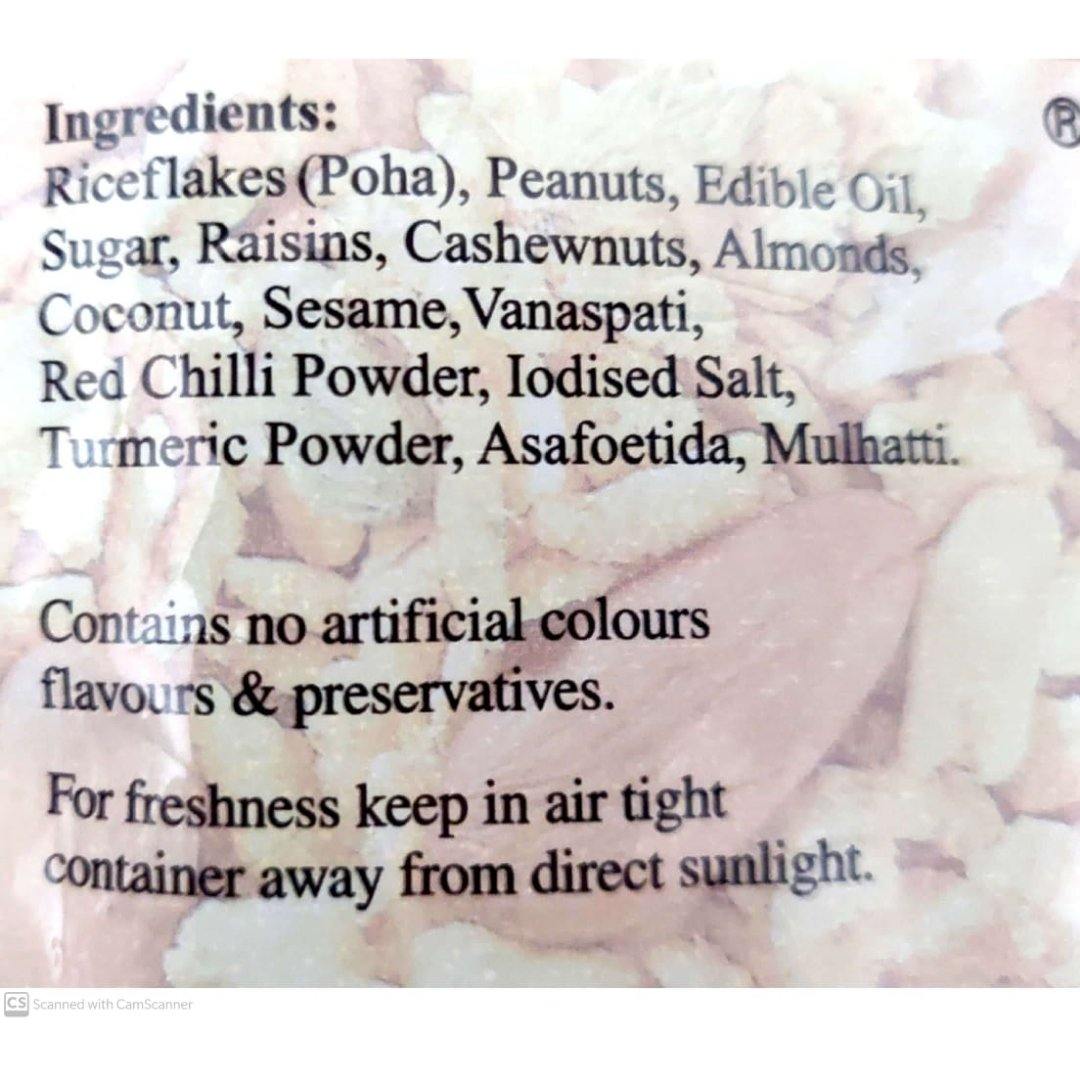 Ingredients:
®
Riceflakes (Poha), Peanuts, Edible Oil,
Sugar, Raisins, Cashewnuts, Almonds,
Coconut, Sesame, Vanaspati,
Red Chilli Powder, Iodised Salt,
Turmeric Powder, Asafoetida, Mulhatti.
Contains no artificial colours
flavours & preservatives.
For freshness keep in air tight
container away from direct sunlight.
CS Scanned with CamScanner